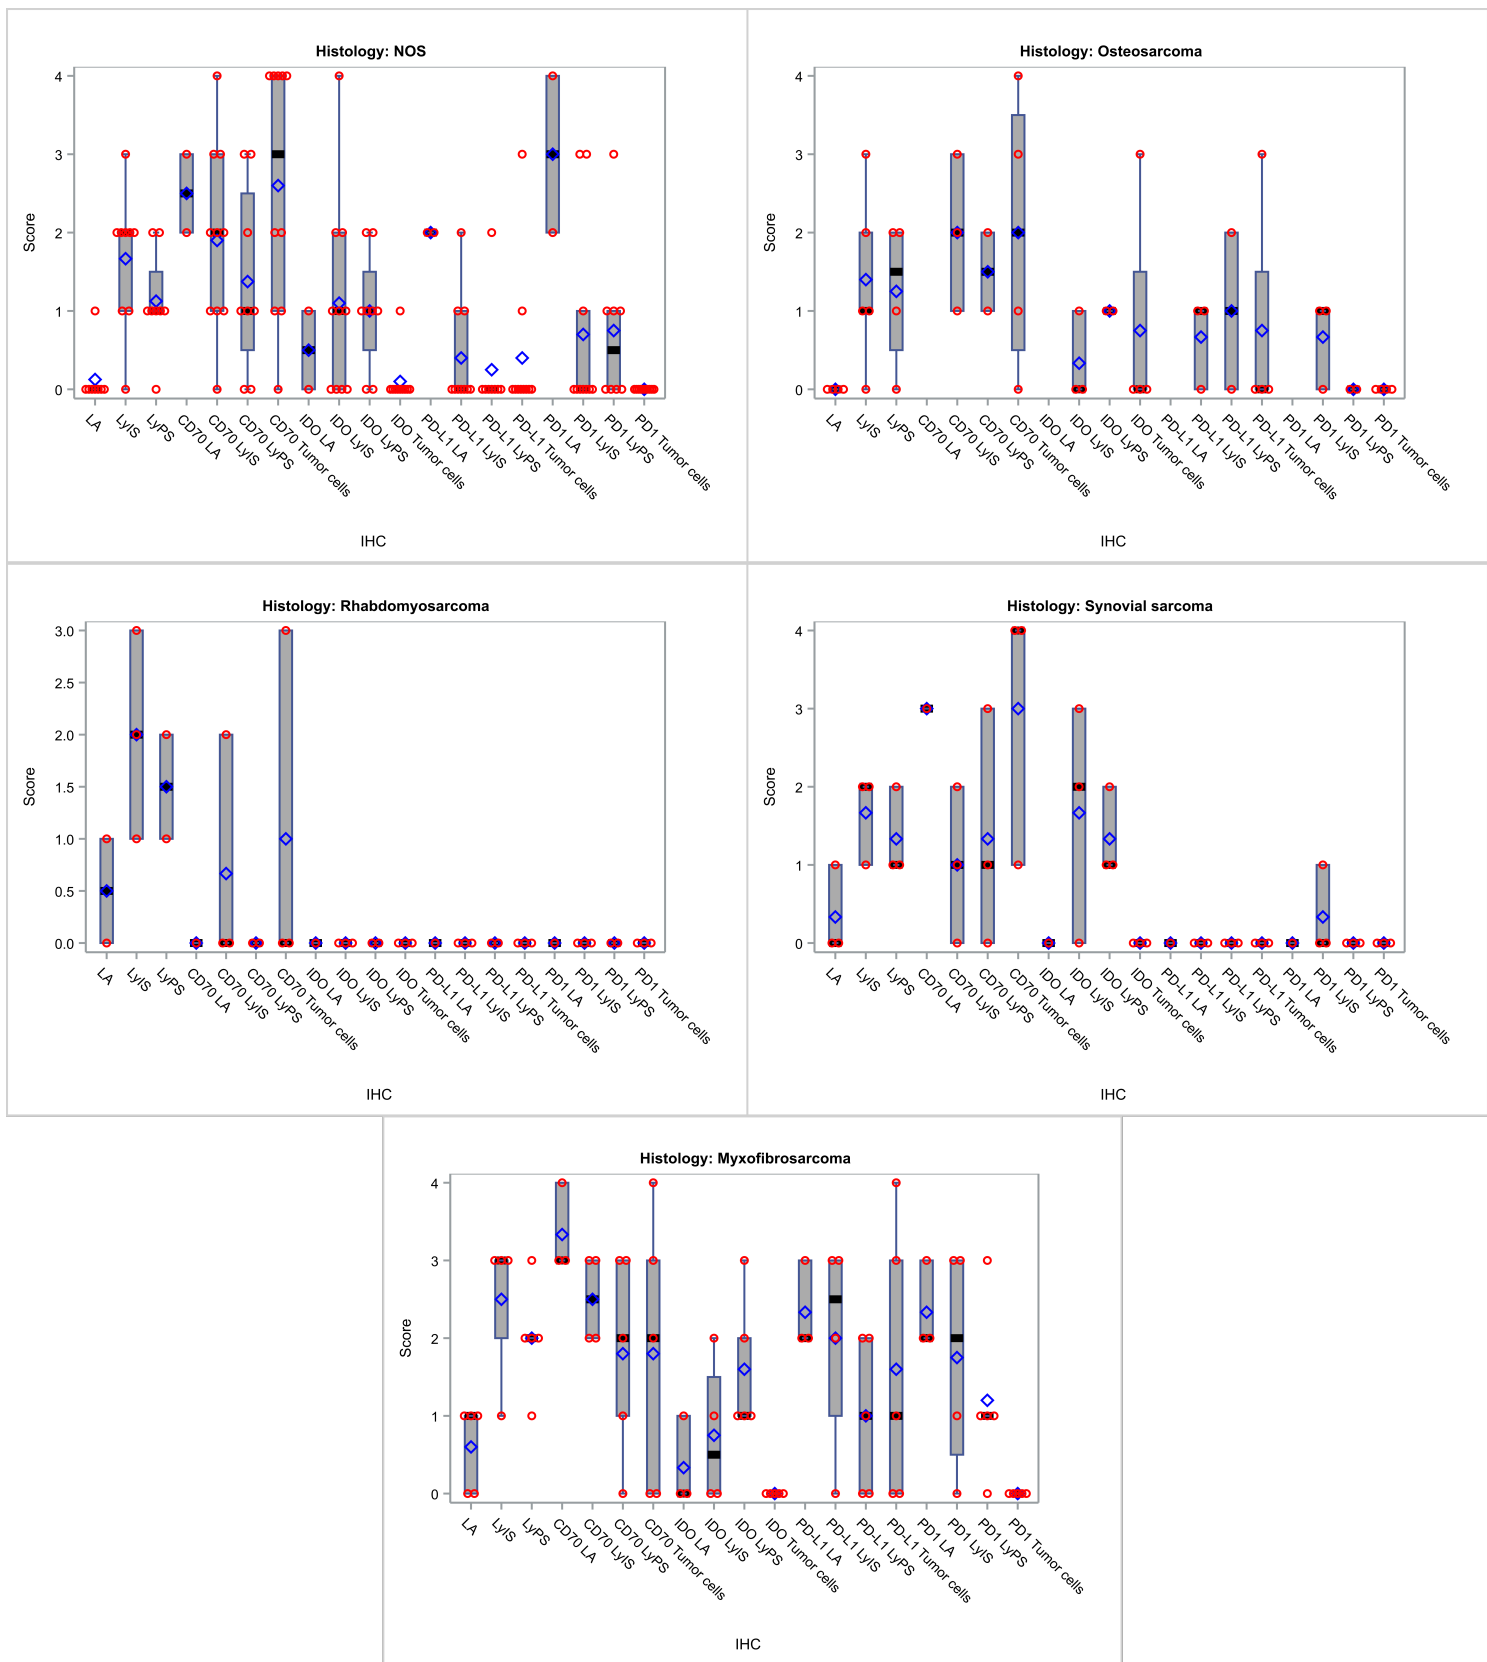 Histology: NOS
Score
4
3
2
1
0
LA
LyIS
LyPS
CD70 LA
CD70 LyIS
CD70 LyPS
CD70 Tumor cells
IDO LA
IDO LyIS
IDO LyPS
IDO Tumor cells
PD-L1 LA
PD-L1 LyIS
PD-L1 LyPS
PD-L1 Tumor cells
PD1 LA
PD1 LyIS
PD1 LyPS
PD1 Tumor cells
IHC
Histology: Osteosarcoma
Score
4
3
2
1
0
LA
LyIS
LyPS
CD70 LA
CD70 LyIS
CD70 LyPS
CD70 Tumor cells
IDO LA
IDO LyIS
IDO LyPS
IDO Tumor cells
PD-L1 LA
PD-L1 LyIS
PD-L1 LyPS
PD-L1 Tumor cells
PD1 LA
PD1 LyIS
PD1 LyPS
PD1 Tumor cells
IHC
Histology: Rhabdomyosarcoma
Score
3.0
2.5
2.0
1.5
1.0
0.5
0.0
LA
LyIS
LyPS
CD70 LA
CD70 LyIS
CD70 LyPS
CD70 Tumor cells
IDO LA
IDO LyIS
IDO LyPS
IDO Tumor cells
PD-L1 LA
PD-L1 LyIS
PD-L1 LyPS
PD-L1 Tumor cells
PD1 LA
PD1 LyIS
PD1 LyPS
PD1 Tumor cells
IHC
Histology: Synovial sarcoma
Score
4
3
2
1
0
LA
LyIS
LyPS
CD70 LA
CD70 LyIS
CD70 LyPS
CD70 Tumor cells
IDO LA
IDO LyIS
IDO LyPS
IDO Tumor cells
PD-L1 LA
PD-L1 LyIS
PD-L1 LyPS
PD-L1 Tumor cells
PD1 LA
PD1 LyIS
PD1 LyPS
PD1 Tumor cells
IHC
Histology: Myxofibrosarcoma
Score
4
3
2
1
0
LA
LyIS
LyPS
CD70 LA
CD70 LyIS
CD70 LyPS
CD70 Tumor cells
IDO LA
IDO LyIS
IDO LyPS
IDO Tumor cells
PD-L1 LA
PD-L1 LyIS
PD-L1 LyPS
PD-L1 Tumor cells
PD1 LA
PD1 LyIS
PD1 LyPS
PD1 Tumor cells
IHC